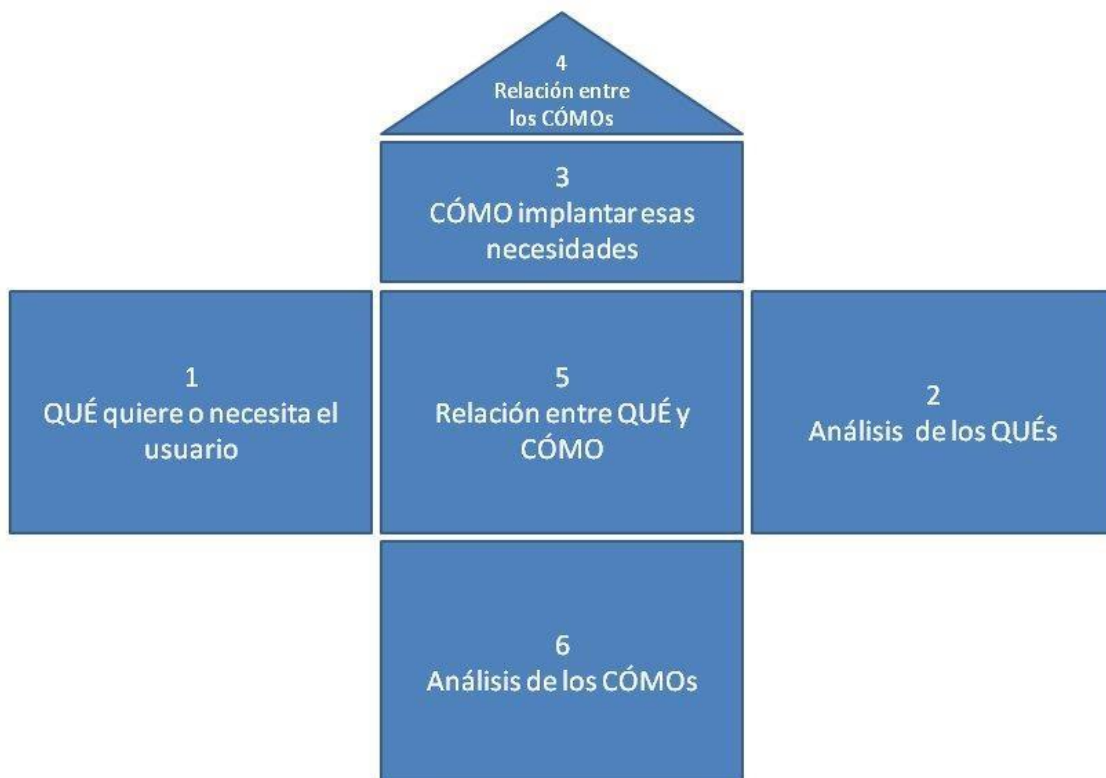 4
Relación entre
los CÓMOs
3
CÓMO implantar esas
necesidades
1
QUÉ quiere o necesita el
usuario
5
Relación entre QUÉ y
CÓMO
2
Análisis de los QUÉs
6
Análisis de los CÓMOs